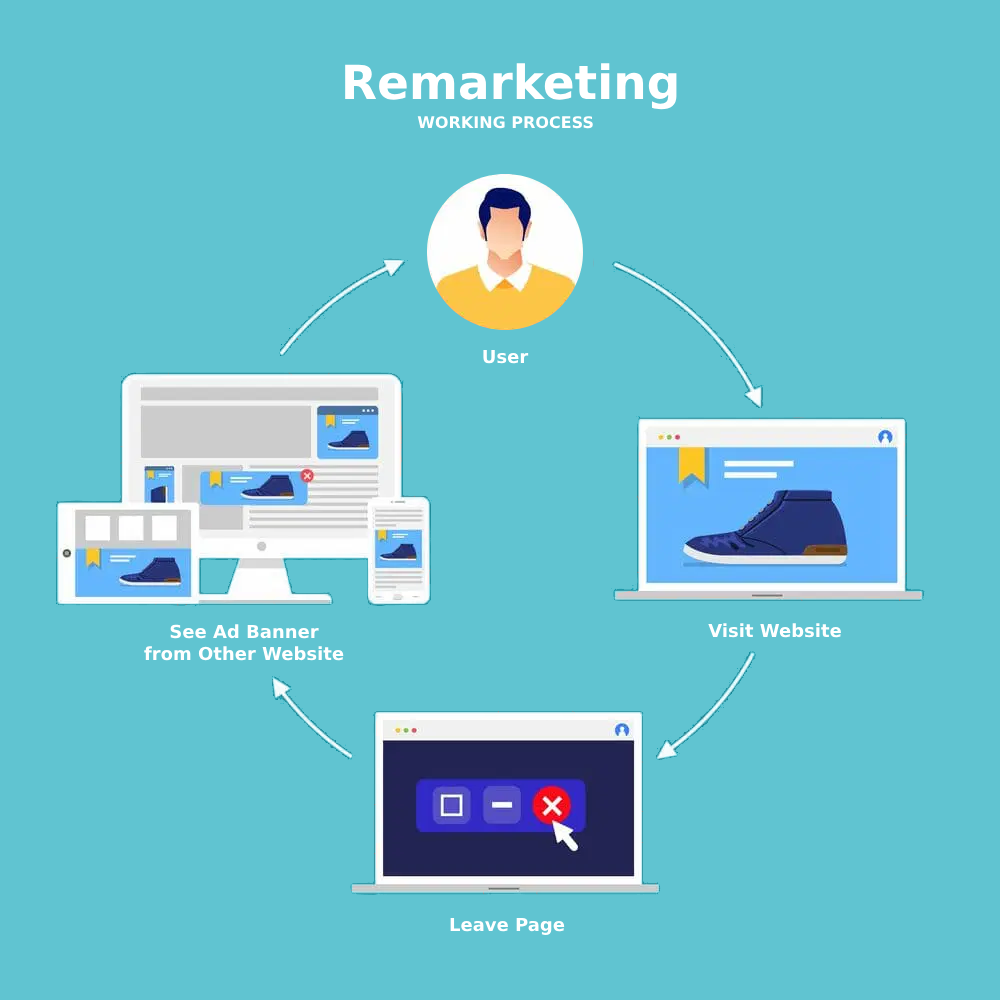 Remarketing
WORKING PROCESS
User
See Ad Banner
from Other Website
Visit Website
Leave Page